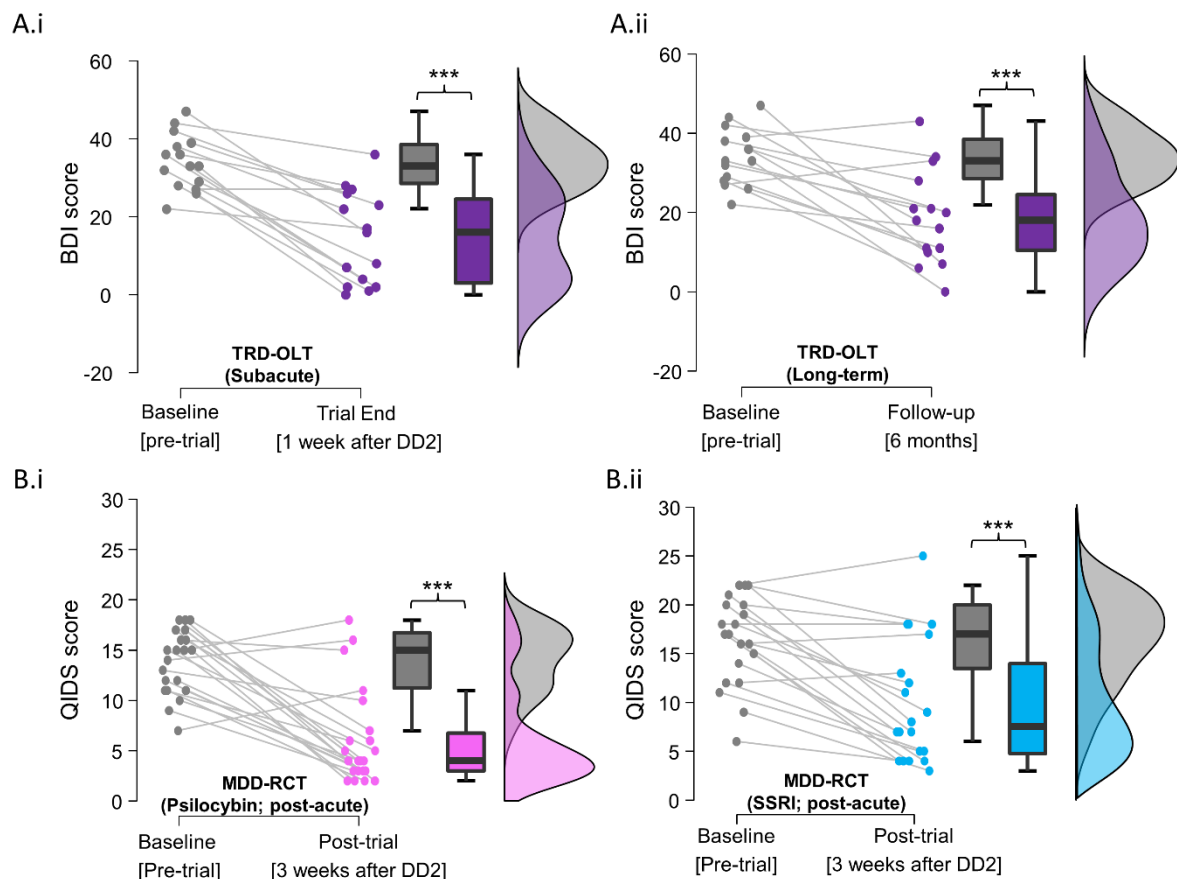 A.i
60
40
20
0
-20
BDI score
***
TRD-OLT
(Subacute)
Baseline
[pre-trial]
Trial End
[1 week after DD2]
A.ii
60
40
20
0
-20
BDI score
***
TRD-OLT
(Long-term)
Baseline
[pre-trial]
Follow-up
[6 months]
B.i
30
25
20
15
10
5
0
QIDS score
***
MDD-RCT
(Psilocybin; post-acute)
Baseline
[Pre-trial]
Post-trial
[3 weeks after DD2]
B.ii
30
25
20
15
10
5
0
QIDS score
***
MDD-RCT
(SSRI; post-acute)
Baseline
[Pre-trial]
Post-trial
[3 weeks after DD2]